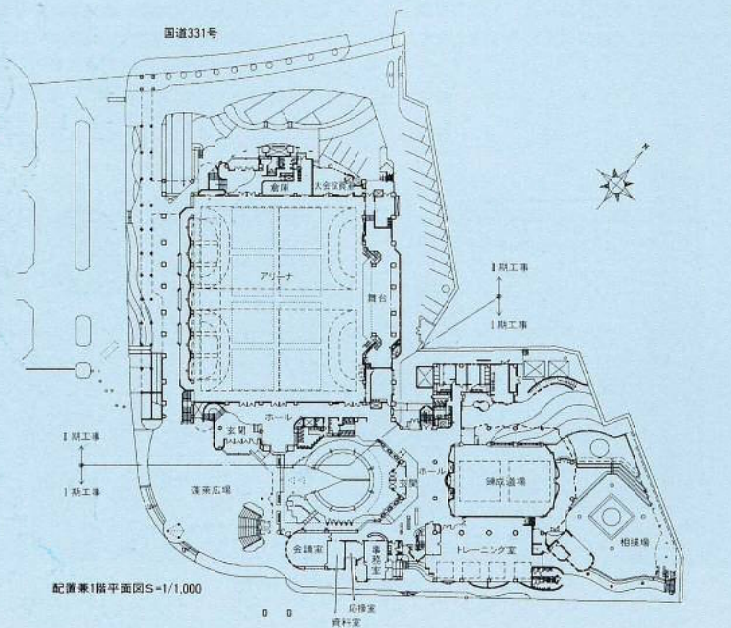 国道331号
N
倉庫
大会役員室
アリーナ
舞台
Ⅱ期工事
Ⅰ期工事
ホール
玄関
Ⅱ期工事
Ⅰ期工事
蓬莱広場
玄関
ホール
錬成道場
会議室
事務室
トレーニング室
相撲場
配置兼1階平面図S=1/1,000
応接室
資料室